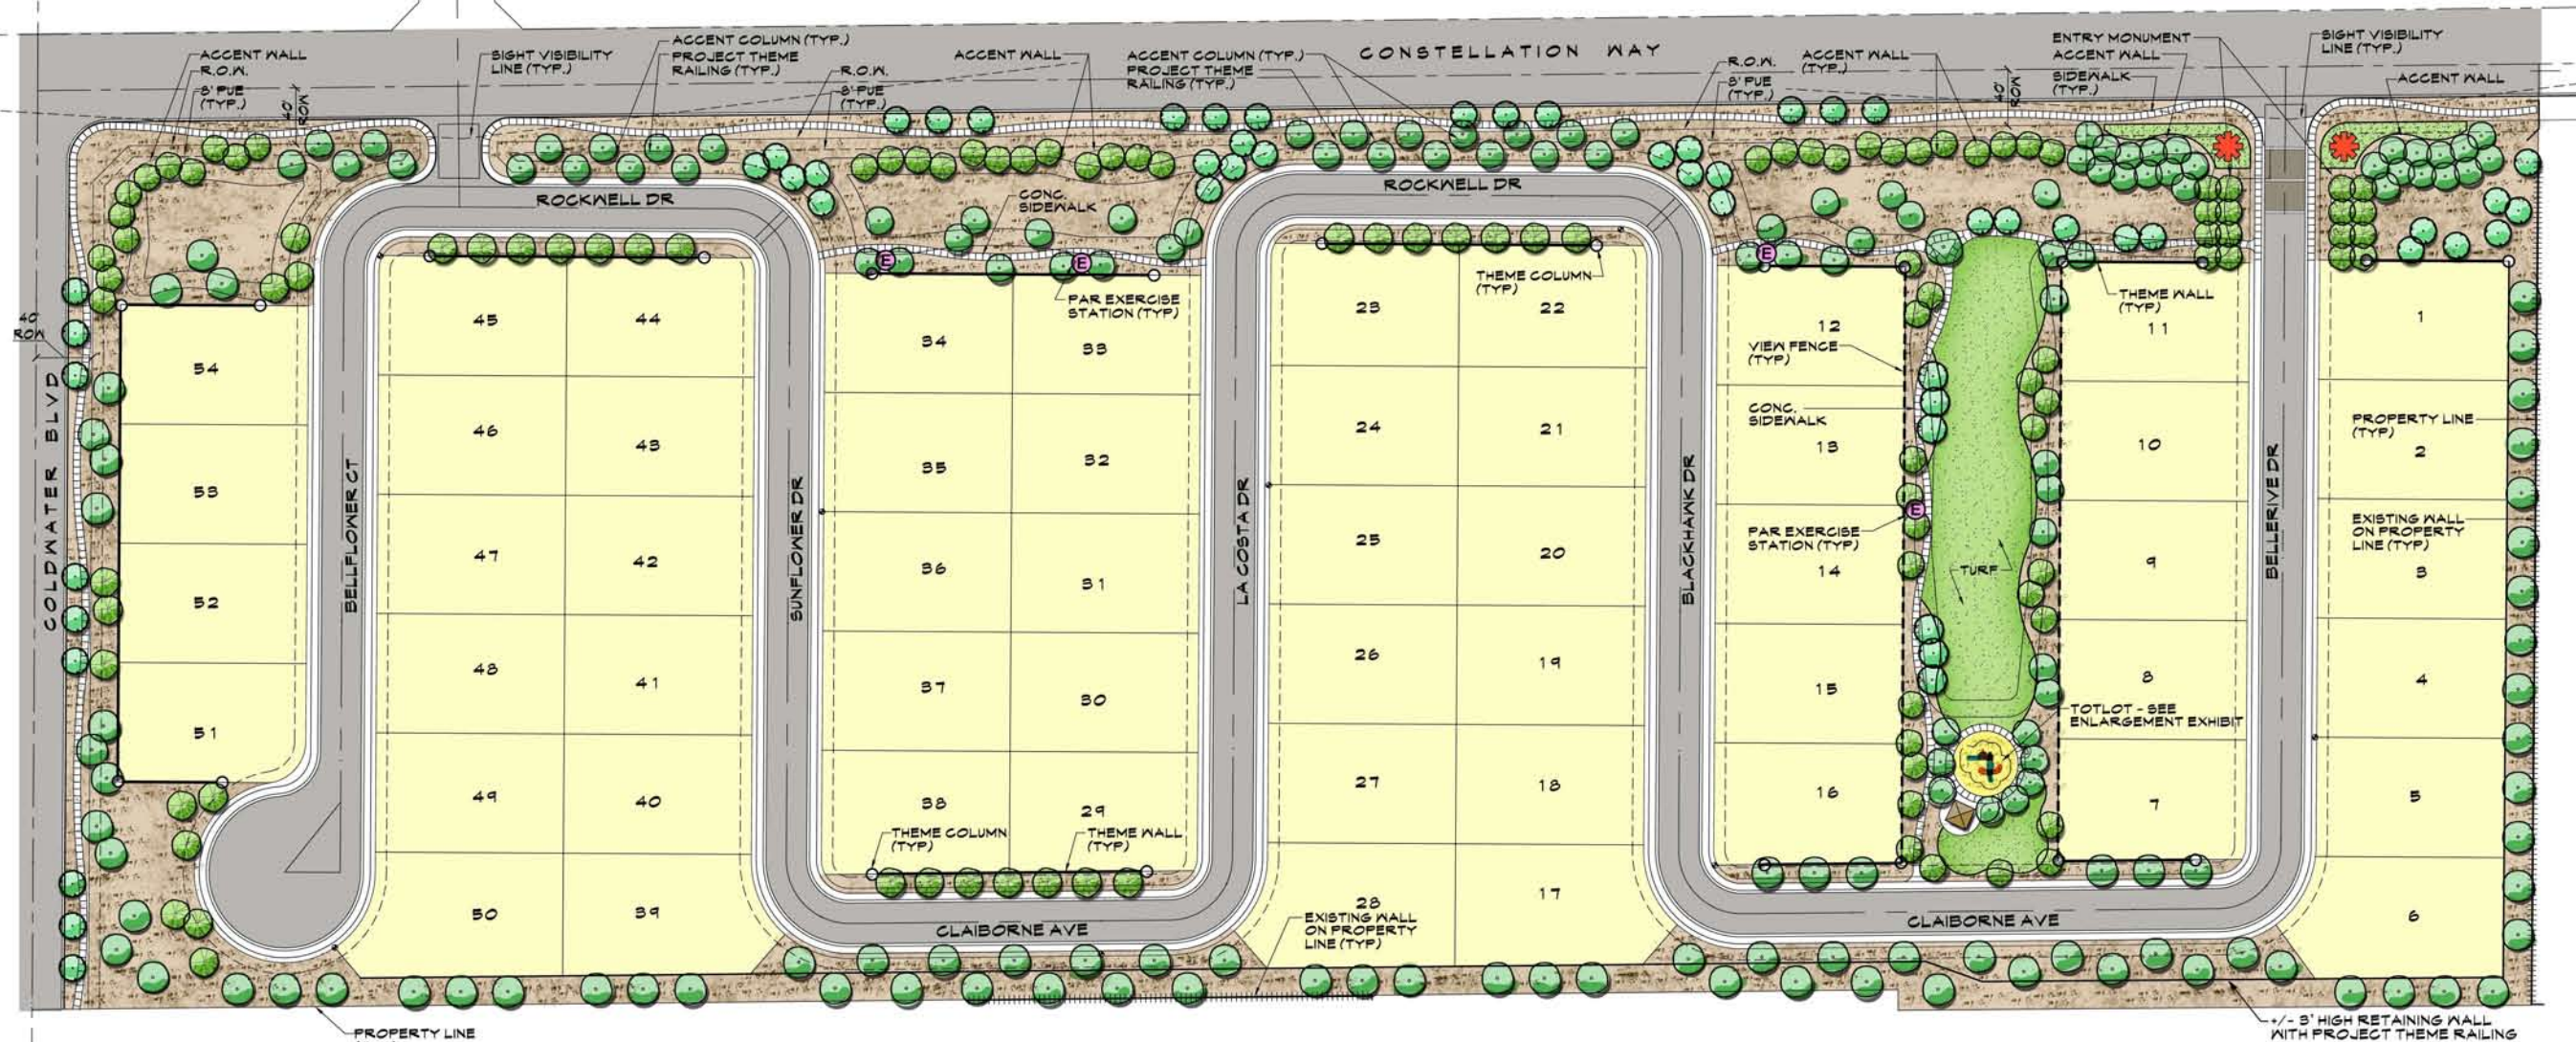 CONSTELLATION WAY
ACCENT WALL
R.O.W.
8' PUE
(TYP.)
40'
ROW
SIGHT VISIBILITY
LINE (TYP.)
ACCENT COLUMN (TYP.)
PROJECT THEME
RAILING (TYP.)
R.O.W.
8' PUE
(TYP.)
ACCENT WALL
ACCENT COLUMN (TYP.)
PROJECT THEME
RAILING (TYP.)
R.O.W.
8' PUE
(TYP.)
ACCENT WALL
(TYP.)
40'
ROW
ENTRY MONUMENT
ACCENT WALL
SIDEWALK
(TYP.)
SIGHT VISIBILITY
LINE (TYP.)
ACCENT WALL
ROCKWELL DR
CONC.
SIDEWALK
ROCKWELL DR
E
E
E
PAR EXERCISE
STATION (TYP)
THEME COLUMN
(TYP)
THEME WALL
(TYP)
40'
ROW
COLDWATER BLVD
54
53
52
51
BELLFLOWER CT
45
44
46
43
47
42
48
41
49
40
50
39
SUNFLOWER DR
34
33
35
32
36
31
37
30
38
29
THEME COLUMN
(TYP)
THEME WALL
(TYP)
CLAIBORNE AVE
LA COSTA DR
23
22
24
21
25
20
26
19
27
18
28
17
EXISTING WALL
ON PROPERTY
LINE (TYP)
BLACKHAWK DR
12
VIEW FENCE
(TYP)
CONC.
SIDEWALK
13
E
PAR EXERCISE
STATION (TYP)
14
15
16
TURF
TOTLOT - SEE
ENLARGEMENT EXHIBIT
11
10
9
8
7
CLAIBORNE AVE
BELLERIVE DR
1
PROPERTY LINE
(TYP)
2
EXISTING WALL
ON PROPERTY
LINE (TYP)
3
4
5
6
PROPERTY LINE
+/- 3' HIGH RETAINING WALL
WITH PROJECT THEME RAILING